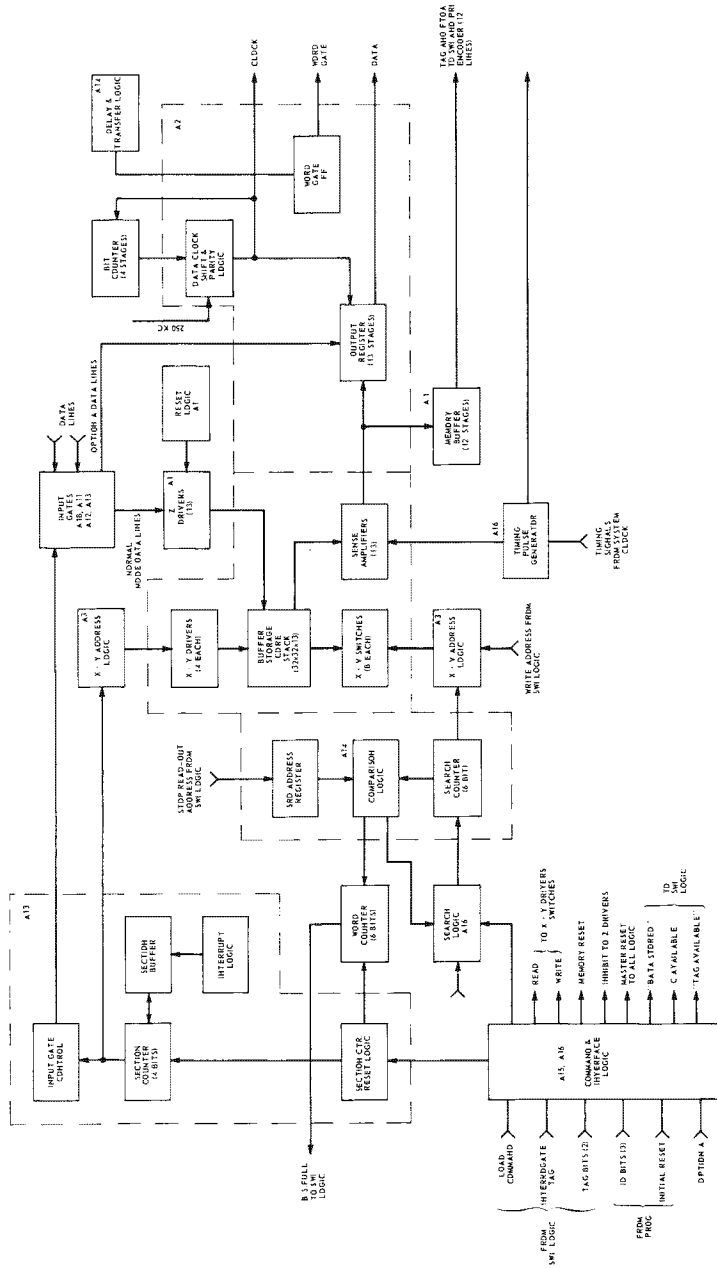 A13
INPUT GATE
CONTROL
SECTION
COUNTER
(4 BITS)
SECTION
BUFFER
INTERRUPT
LOGIC
SECTION CTR.
RESET LOGIC
WORD
COUNTER
(6 BITS)
B.S. FULL
TO SWI
LOGIC
STOP READ-OUT
ADDRESS FROM
SWI LOGIC
SRO ADDRESS
REGISTER
COMPARISON
LOGIC
SEARCH
COUNTER
(6 BIT)
SEARCH
LOGIC
A16
LOAD
COMMAND
INTERROGATE
TAG
TAG BITS (2)
FROM
SWI LOGIC
ID BITS (3)
INITIAL RESET
FROM
PROG
OPTION A
A15, A16
COMMAND &
INTERFACE
LOGIC
READ
WRITE
TO X - Y DRIVERS
SWITCHES
MEMORY RESET
INHIBIT TO Z DRIVERS
MASTER RESET
TO ALL LOGIC
"DATA STORED"
C AVAILABLE
"TAG AVAILABLE"
TO
SWI
LOGIC
A3
X - Y ADDRESS
LOGIC
X - Y DRIVERS
(4 EACH)
BUFFER
STORAGE
CORE
STACK
(32x32x13)
X - Y SWITCHES
(8 EACH)
A3
X - Y ADDRESS
LOGIC
WRITE ADDRESS FROM
SWI LOGIC
DATA
LINES
INPUT
GATES
A18, A11
A12, A13
OPTION A DATA LINES
NORMAL
MODE DATA LINES
RESET
LOGIC
A1
A1
Z
DRIVERS
(13)
SENSE
AMPLIFIERS
(13)
A16
TIMING
PULSE
GENERATOR
TIMING
SIGNALS
FROM SYSTEM
CLOCK
250 KC
BIT
COUNTER
(4 STAGES)
DATA CLOCK
SHIFT &
PARITY
LOGIC
OUTPUT
REGISTER
(13 STAGES)
A1
MEMORY
BUFFER
(12 STAGES)
A14
DELAY &
TRANSFER LOGIC
A2
WORD
GATE
FF
CLOCK
WORD
GATE
DATA
TO SWI AND PRI
ENCODER (12
LINES)